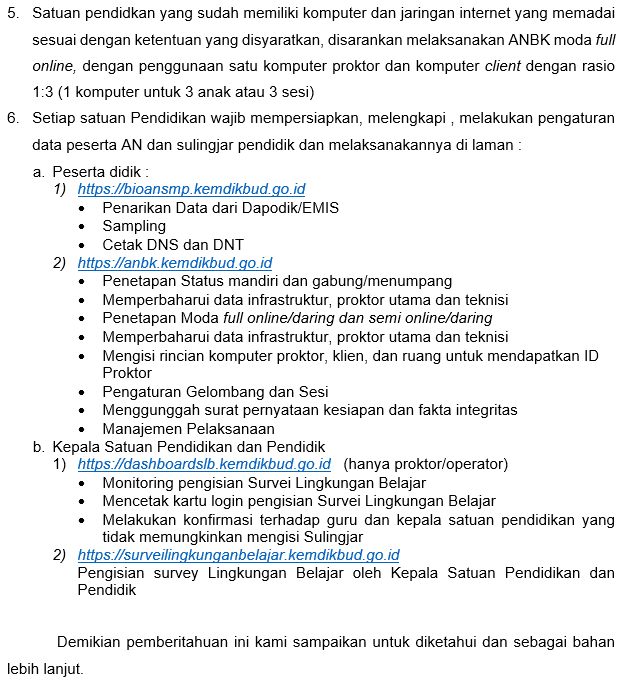 5. Satuan pendidkan yang sudah memiliki komputer dan jaringan internet yang memadai
sesuai dengan ketentuan yang disyaratkan, disarankan melaksanakan ANBK moda full
online, dengan penggunaan satu komputer proktor dan komputer client dengan rasio
1:3 (1 komputer untuk 3 anak atau 3 sesi)
6. Setiap satuan Pendidikan wajib mempersiapkan, melengkapi , melakukan pengaturan
data peserta AN dan sulingjar pendidik dan melaksanakannya di laman :
a. Peserta didik :
1) https://bioansmp.kemdikbud.go.id
• Penarikan Data dari Dapodik/EMIS
• Sampling
• Cetak DNS dan DNT
2) https://anbk.kemdikbud.go.id
• Penetapan Status mandiri dan gabung/menumpang
• Memperbaharui data infrastruktur, proktor utama dan teknisi
• Penetapan Moda full online/daring dan semi online/daring
• Memperbaharui data infrastruktur, proktor utama dan teknisi
• Mengisi rincian komputer proktor, klien, dan ruang untuk mendapatkan ID
Proktor
• Pengaturan Gelombang dan Sesi
• Menggunggah surat pernyataan kesiapan dan fakta integritas
• Manajemen Pelaksanaan
b. Kepala Satuan Pendidikan dan Pendidik
1) https://dashboardslb.kemdikbud.go.id (hanya proktor/operator)
• Monitoring pengisian Survei Lingkungan Belajar
• Mencetak kartu login pengisian Survei Lingkungan Belajar
• Melakukan konfirmasi terhadap guru dan kepala satuan pendidikan yang
tidak memungkinkan mengisi Sulingjar
2) https://surveilingkunganbelajar.kemdikbud.go.id
Pengisian survey Lingkungan Belajar oleh Kepala Satuan Pendidikan dan
Pendidik
Demikian pemberitahuan ini kami sampaikan untuk diketahui dan sebagai bahan
lebih lanjut.